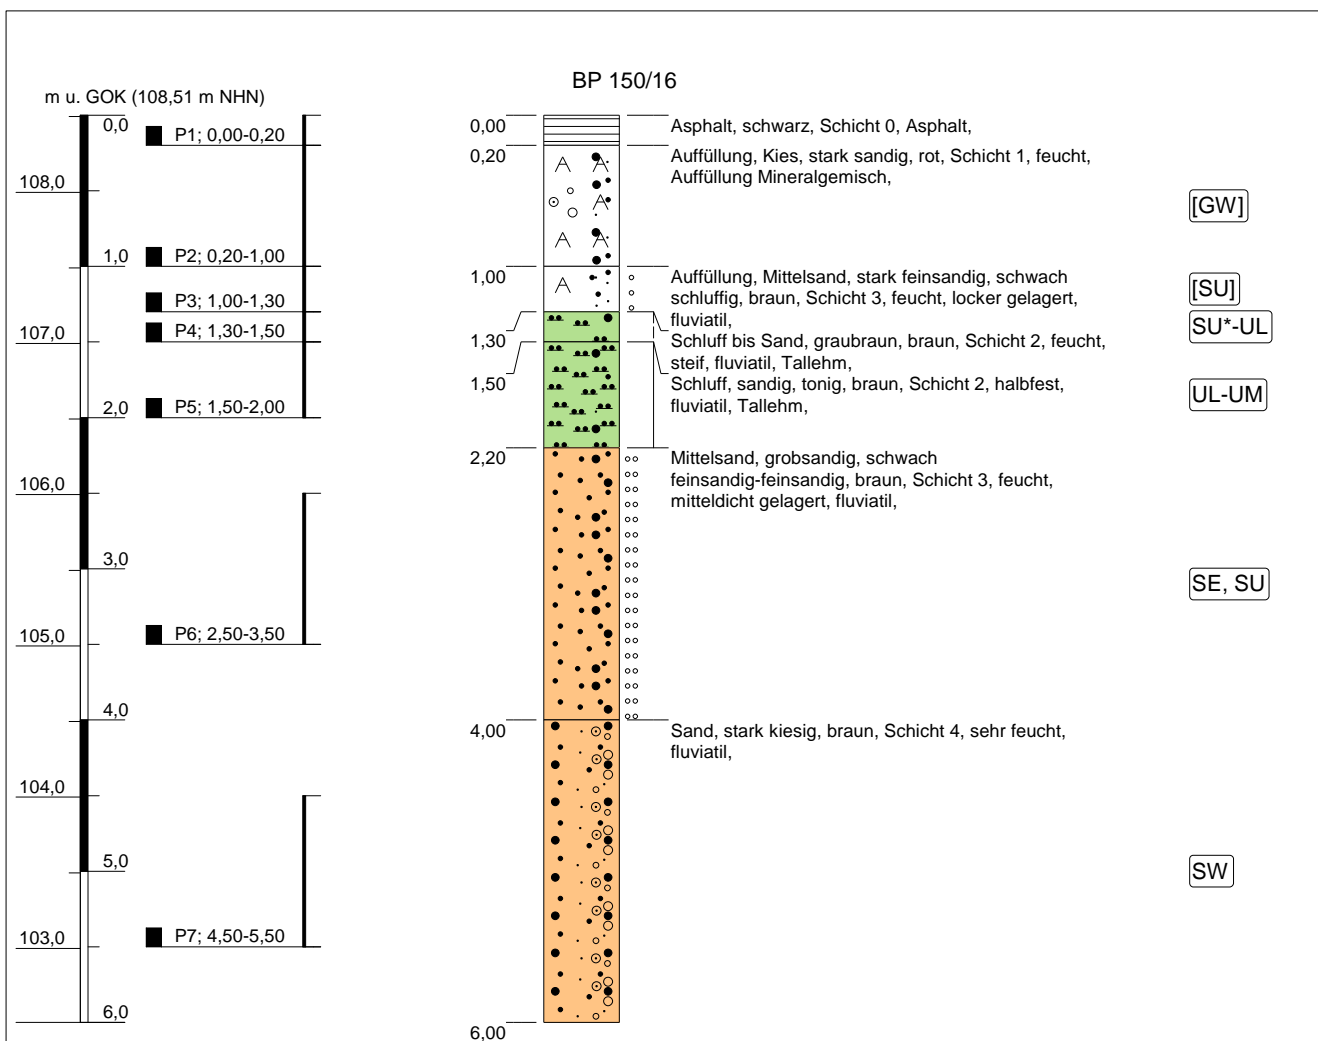 BP 150/16
m u. GOK (108,51 m NHN)
0,0
P1; 0,00-0,20
0,00
Asphalt, schwarz, Schicht 0, Asphalt,
0,20
Auffüllung, Kies, stark sandig, rot, Schicht 1, feucht,
Auffüllung Mineralgemisch,
108,0
[GW]
1,0
P2; 0,20-1,00
1,00
Auffüllung, Mittelsand, stark feinsandig, schwach
schluffig, braun, Schicht 3, feucht, locker gelagert,
fluviatil,
[SU]
P3; 1,00-1,30
107,0
P4; 1,30-1,50
1,30
Schluff bis Sand, graubraun, braun, Schicht 2, feucht,
steif, fluviatil, Tallehm,
SU*-UL
1,50
Schluff, sandig, tonig, braun, Schicht 2, halbfest,
fluviatil, Tallehm,
UL-UM
2,0
P5; 1,50-2,00
2,20
Mittelsand, grobsandig, schwach
feinsandig-feinsandig, braun, Schicht 3, feucht,
mitteldicht gelagert, fluviatil,
106,0
3,0
SE, SU
105,0
P6; 2,50-3,50
4,0
4,00
Sand, stark kiesig, braun, Schicht 4, sehr feucht,
fluviatil,
104,0
5,0
SW
103,0
P7; 4,50-5,50
6,0
6,00